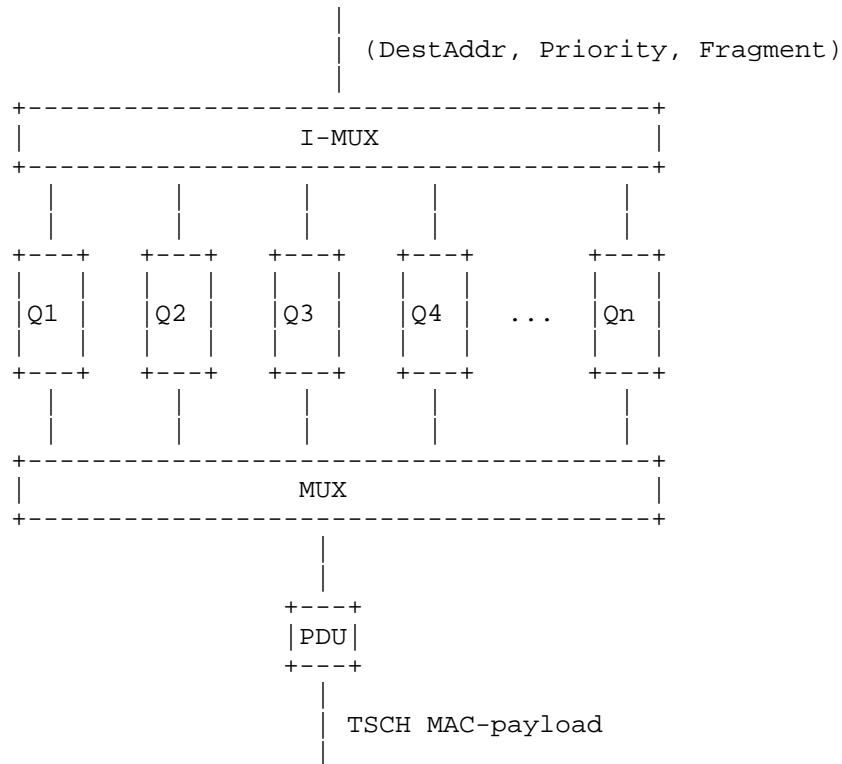 (DestAddr, Priority, Fragment)
I-MUX
Q1 Q2 Q3 Q4 ... Qn
MUX
PDU
TSCH MAC-payload